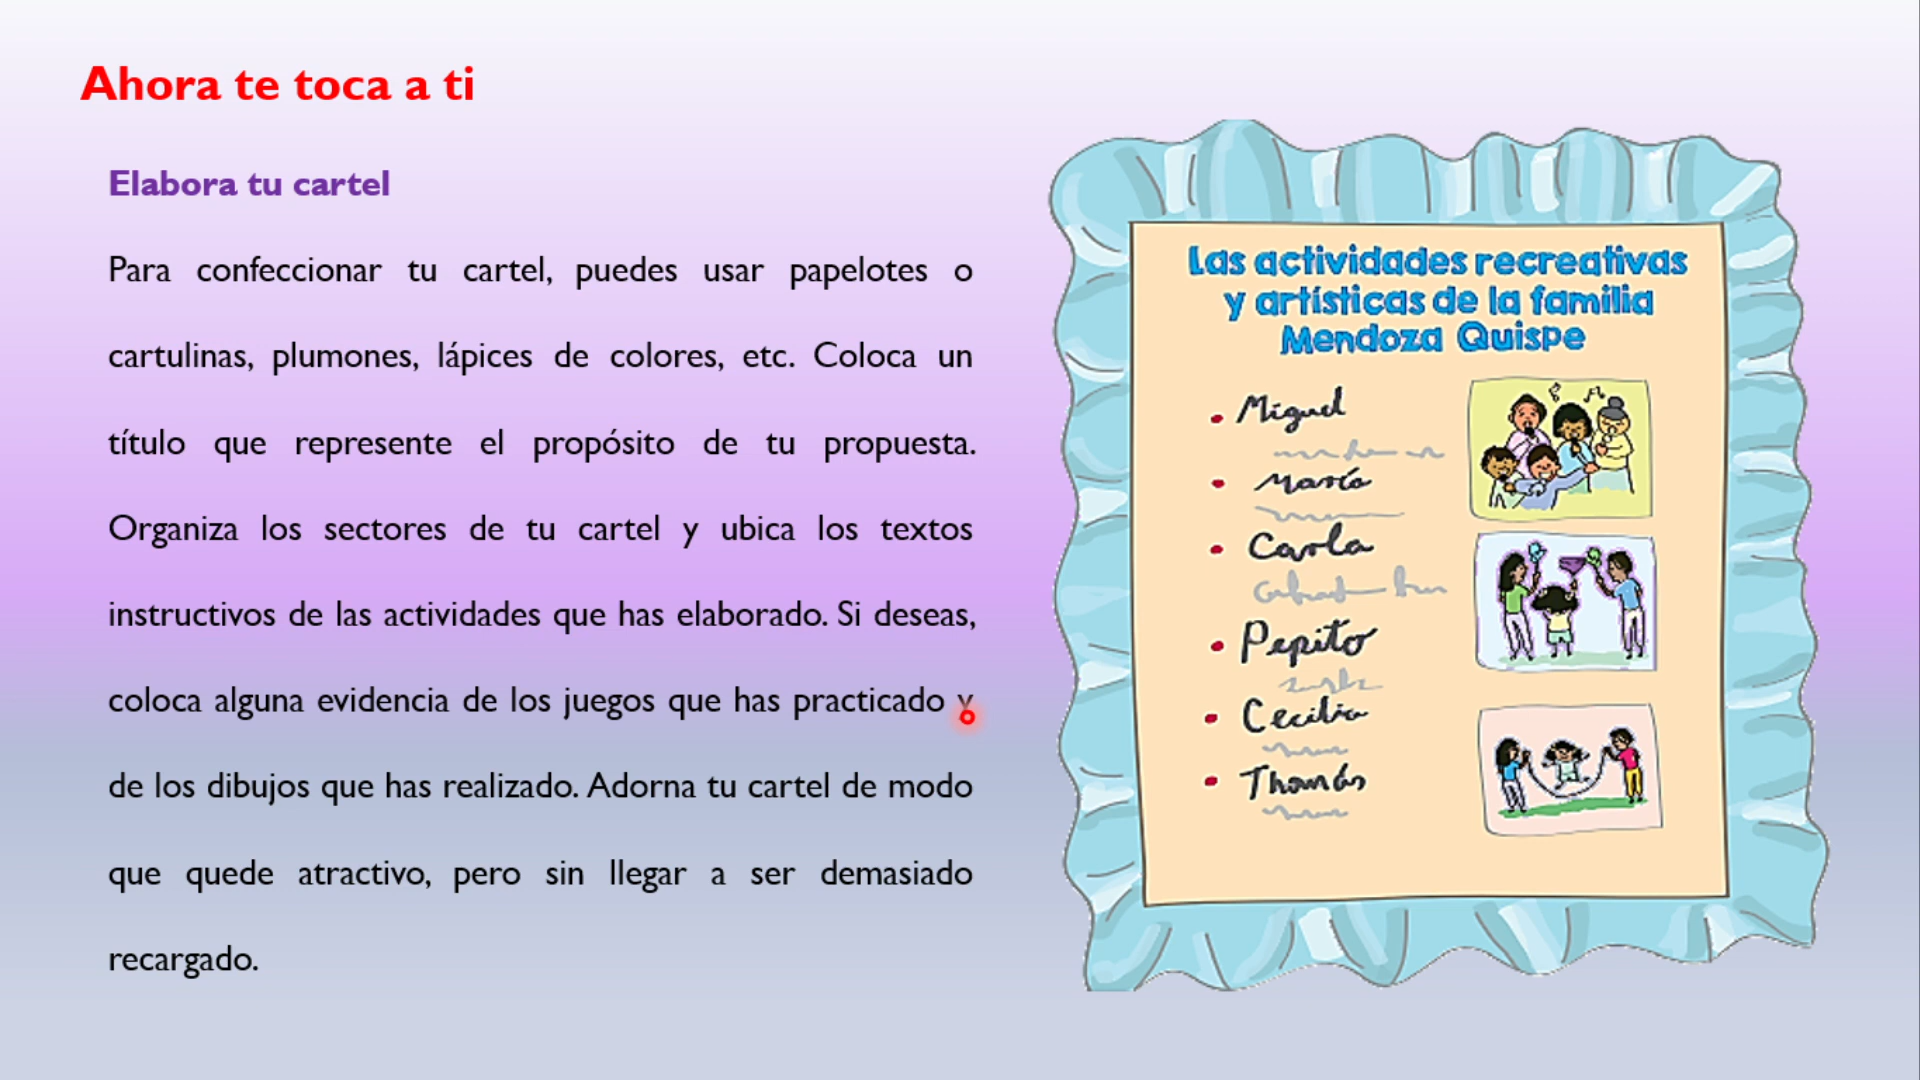 Ahora te toca a ti
Elabora tu cartel
Para confeccionar tu cartel, puedes usar papelotes o
cartulinas, plumones, lápices de colores, etc. Coloca un
título que represente el propósito de tu propuesta.
Organiza los sectores de tu cartel y ubica los textos
instructivos de las actividades que has elaborado. Si deseas,
coloca alguna evidencia de los juegos que has practicado y
de los dibujos que has realizado. Adorna tu cartel de modo
que quede atractivo, pero sin llegar a ser demasiado
recargado.
Las actividades recreativas
y artísticas de la familia
Mendoza Quispe
• Miguel
• María
• Carla
• Pepito
• Cecilia
• Thomás